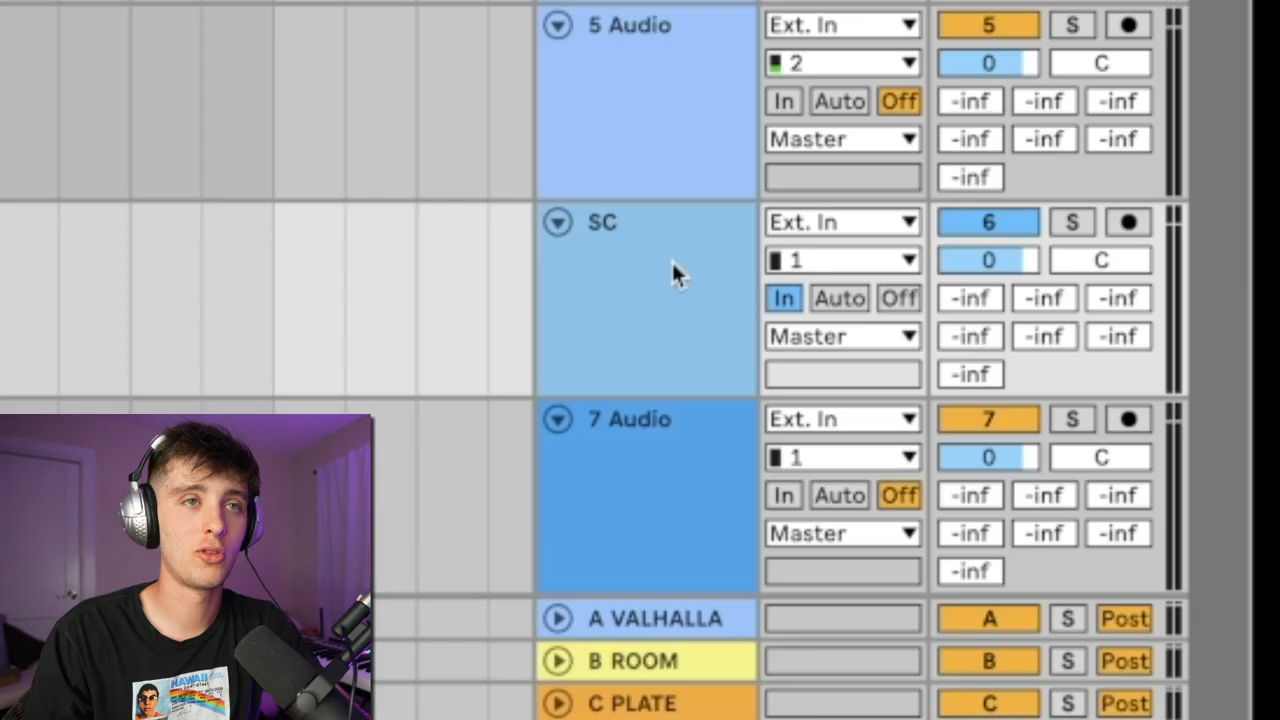 5 Audio Ext. In 5 S
2 0 C
In Auto Off -inf -inf -inf
Master -inf -inf -inf
-inf
SC Ext. In 6 S
1 0 C
In Auto Off -inf -inf -inf
Master -inf -inf -inf
-inf
7 Audio Ext. In 7 S
1 0 C
In Auto Off -inf -inf -inf
Master -inf -inf -inf
-inf
A VALHALLA A S Post
B ROOM B S Post
C PLATE C S Post
HAWAII